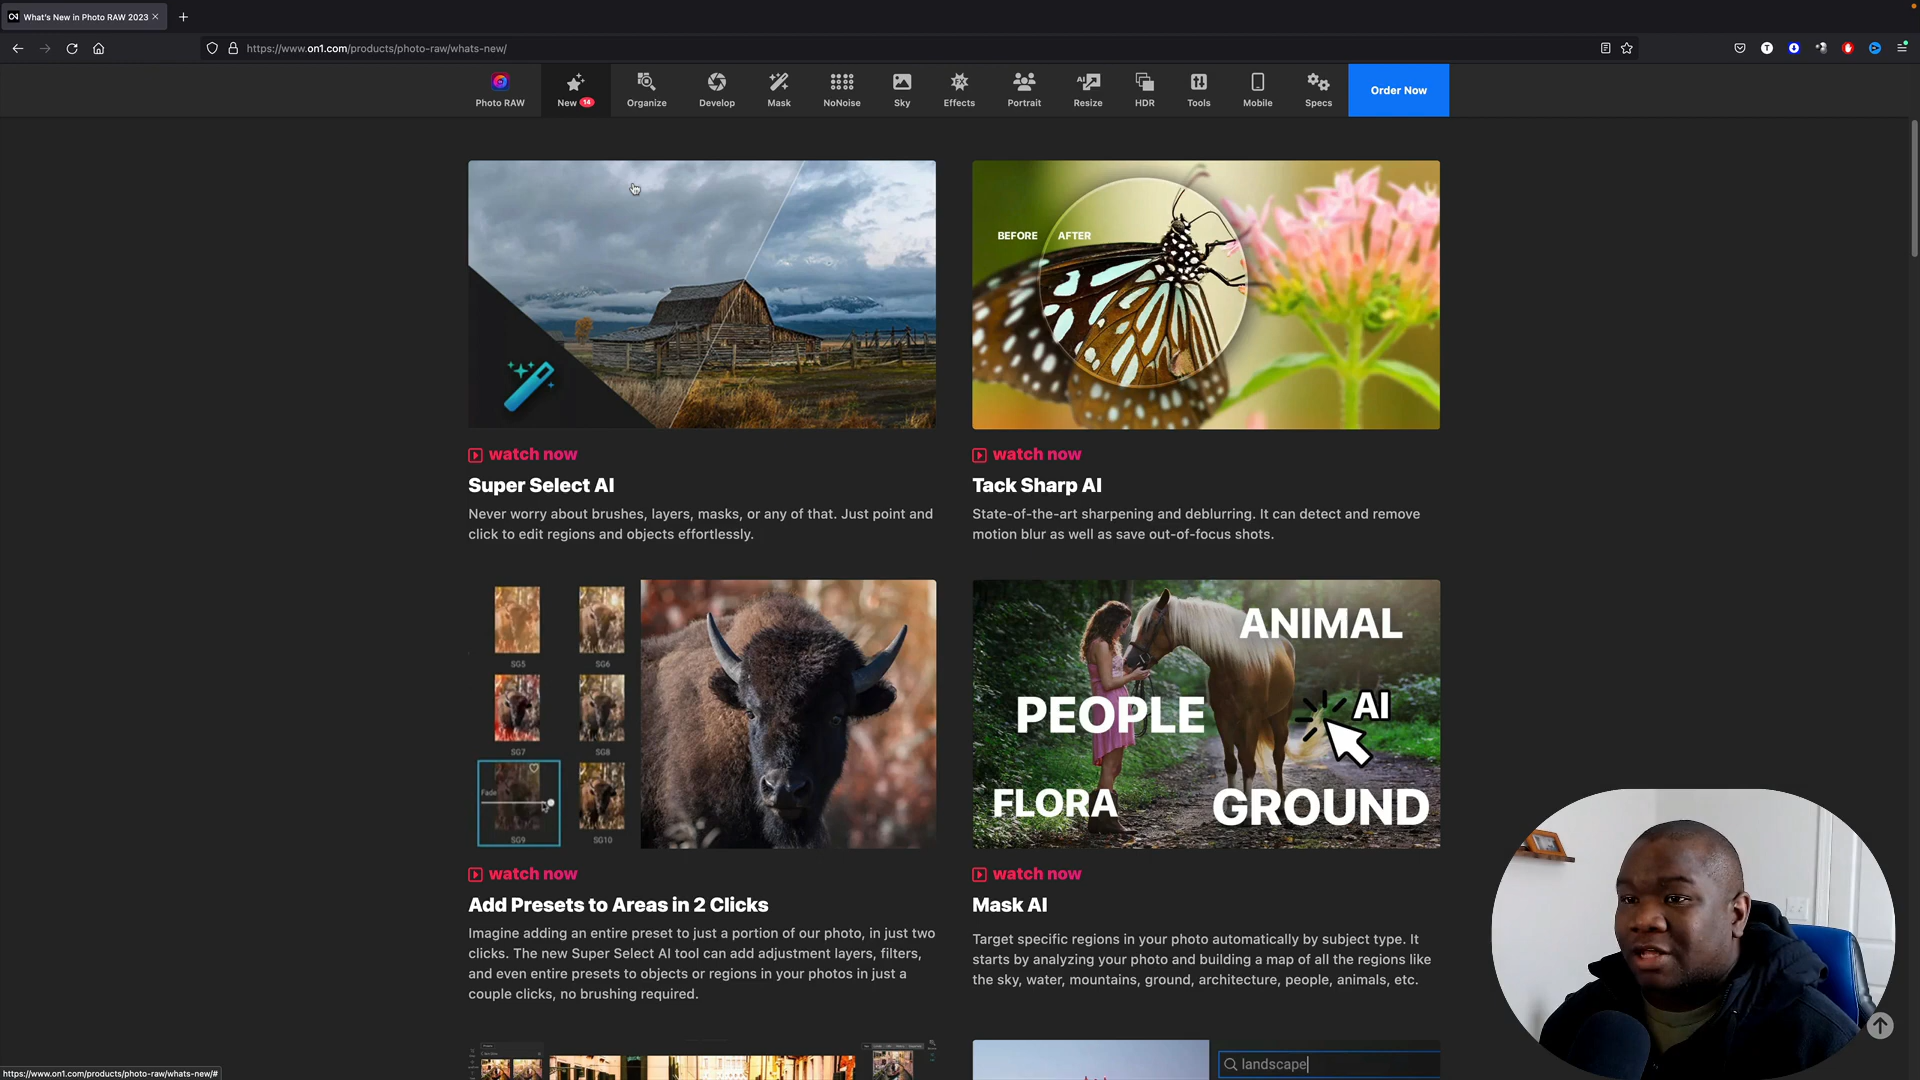 What's New in Photo RAW 2023
https://www.on1.com/products/photo-raw/whats-new/
Photo RAW
New 14
Organize
Develop
Mask
NoNoise
Sky
Effects
Portrait
Resize
HDR
Tools
Mobile
Specs
Order Now
BEFORE AFTER
watch now
Super Select AI
Never worry about brushes, layers, masks, or any of that. Just point and
click to edit regions and objects effortlessly.
watch now
Tack Sharp AI
State-of-the-art sharpening and deblurring. It can detect and remove
motion blur as well as save out-of-focus shots.
SG5 SG6
SG7 SG8
Fade
SG9 SG10
ANIMAL
PEOPLE
AI
FLORA
GROUND
watch now
Add Presets to Areas in 2 Clicks
Imagine adding an entire preset to just a portion of our photo, in just two
clicks. The new Super Select AI tool can add adjustment layers, filters,
and even entire presets to objects or regions in your photos in just a
couple clicks, no brushing required.
watch now
Mask AI
Target specific regions in your photo automatically by subject type. It
starts by analyzing your photo and building a map of all the regions like
the sky, water, mountains, ground, architecture, people, animals, etc.
landscape
https://www.on1.com/products/photo-raw/whats-new/#